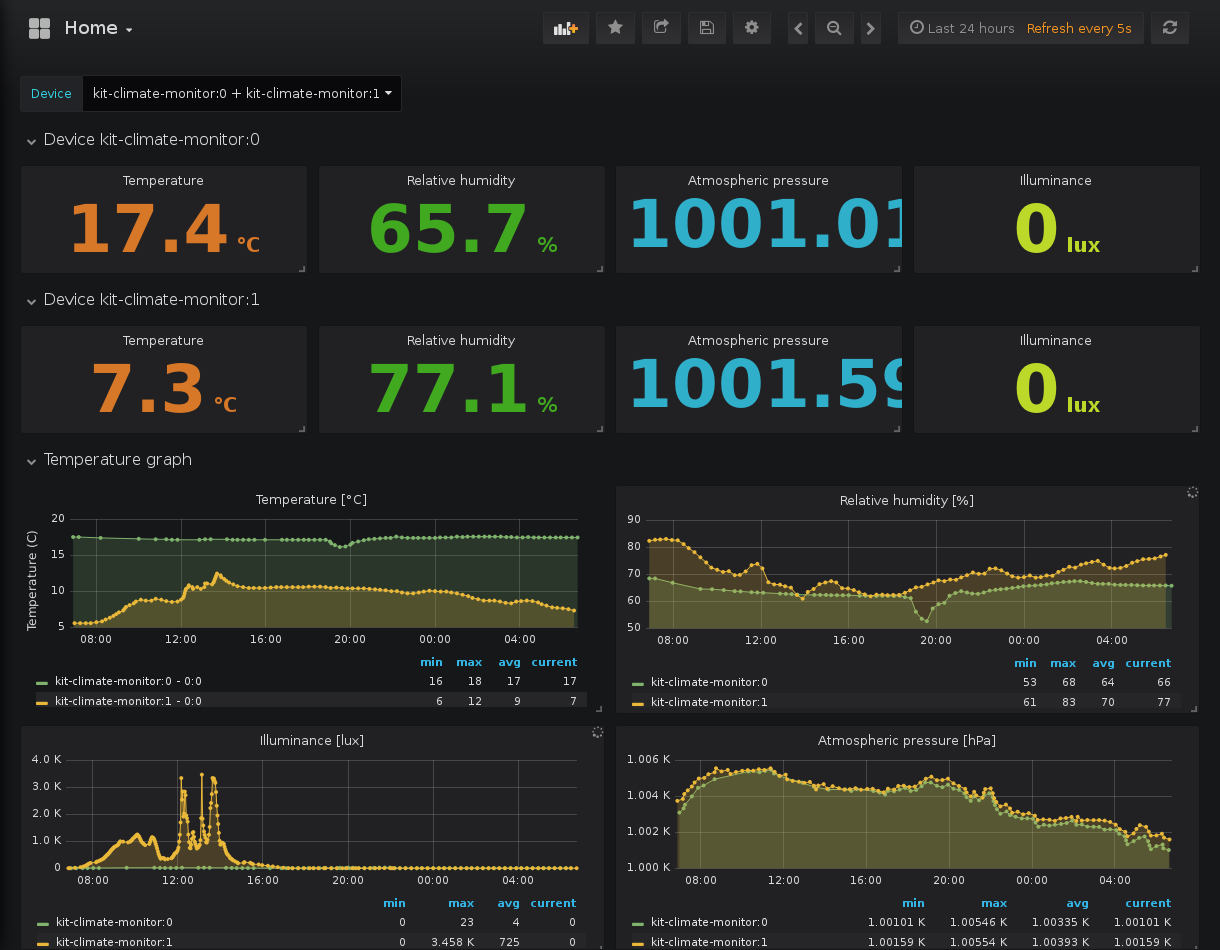 Home
Last 24 hours Refresh every 5s
Device kit-climate-monitor:0 + kit-climate-monitor:1
Device kit-climate-monitor:0
Temperature Relative humidity Atmospheric pressure Illuminance
17.4 °C 65.7 % 1001.01 0 lux
Device kit-climate-monitor:1
Temperature Relative humidity Atmospheric pressure Illuminance
7.3 °C 77.1 % 1001.59 0 lux
Temperature graph
Temperature [°C]
Temperature (C)
20
15
10
5
08:00 12:00 16:00 20:00 00:00 04:00
min max avg current
kit-climate-monitor:0 - 0:0 16 18 17 17
kit-climate-monitor:1 - 0:0 6 12 9 7
Relative humidity [%]
90
80
70
60
50
08:00 12:00 16:00 20:00 00:00 04:00
min max avg current
kit-climate-monitor:0 53 68 64 66
kit-climate-monitor:1 61 83 70 77
Illuminance [lux]
4.0 K
3.0 K
2.0 K
1.0 K
0
08:00 12:00 16:00 20:00 00:00 04:00
min max avg current
kit-climate-monitor:0 0 23 4 0
kit-climate-monitor:1 0 3.458 K 725 0
Atmospheric pressure [hPa]
1.006 K
1.004 K
1.002 K
1.000 K
08:00 12:00 16:00 20:00 00:00 04:00
min max avg current
kit-climate-monitor:0 1.00101 K 1.00546 K 1.00335 K 1.00101 K
kit-climate-monitor:1 1.00159 K 1.00554 K 1.00393 K 1.00159 K